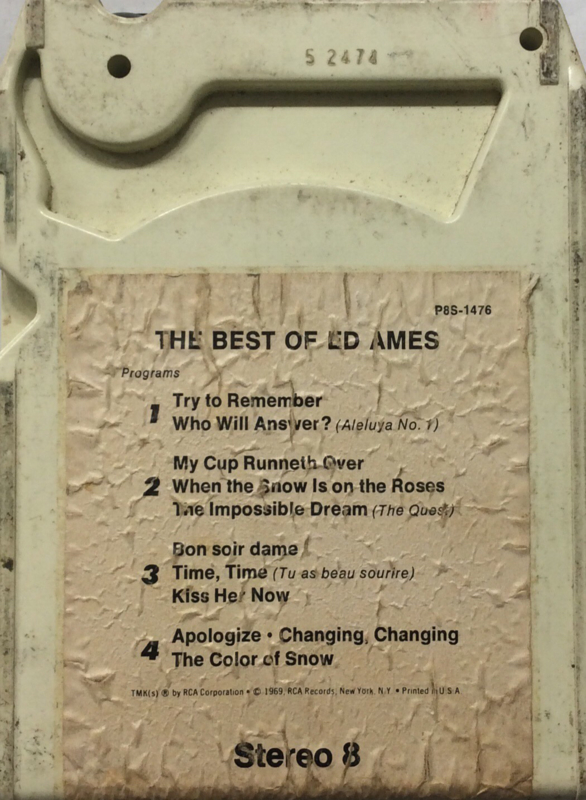 S 2474
P8S-1476
THE BEST OF ED AMES
Programs
1 Try to Remember
Who Will Answer? (Aleluya No. 1)
2 My Cup Runneth Over
When the Snow Is on the Roses
The Impossible Dream (The Quest)
3 Bon soir dame
Time, Time (Tu as beau sourire)
Kiss Her Now
4 Apologize • Changing, Changing
The Color of Snow
TMK(s) ® by RCA Corporation • © 1969, RCA Records, New York, N.Y. • Printed in U.S.A.
Stereo 8